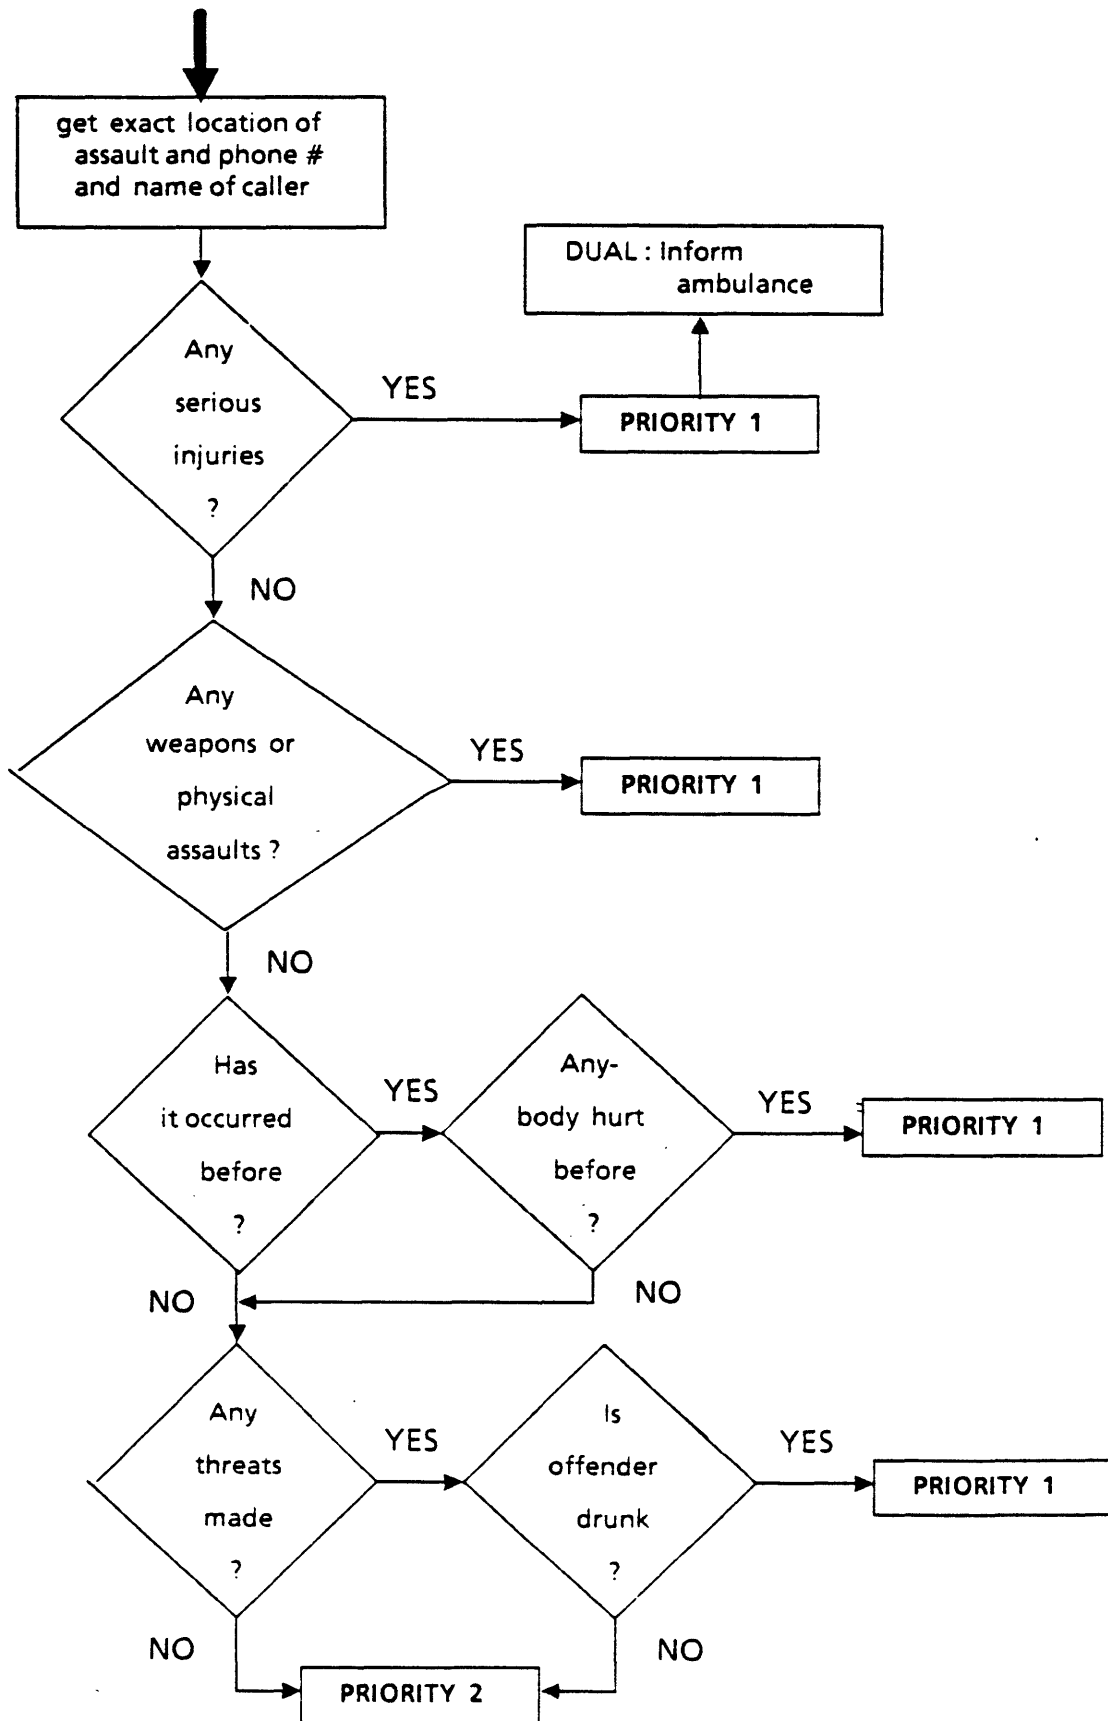 get exact location of
assault and phone #
and name of caller
DUAL : Inform
ambulance
Any
serious
injuries
?
YES
PRIORITY 1
NO
Any
weapons or
physical
assaults ?
YES
PRIORITY 1
NO
Has
it occurred
before
?
YES
Any-
body hurt
before
?
YES
PRIORITY 1
NO
NO
Any
threats
made
?
YES
Is
offender
drunk
?
YES
PRIORITY 1
NO
NO
PRIORITY 2